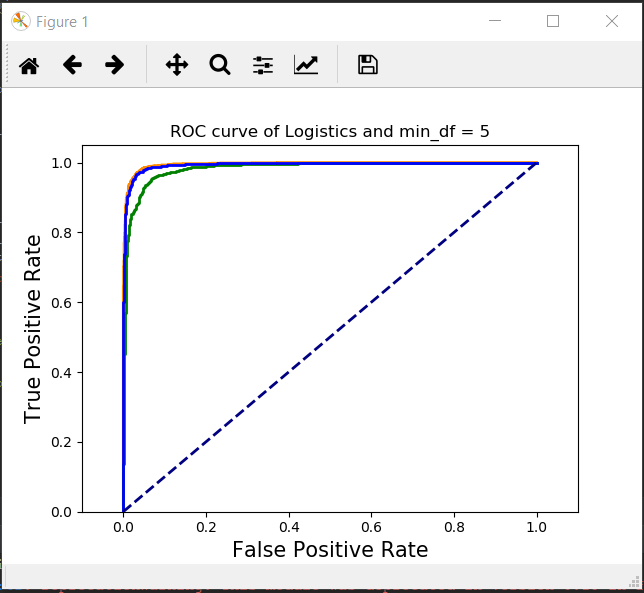 Figure 1
ROC curve of Logistics and min_df = 5
1.0
0.8
0.6
0.4
0.2
0.0
True Positive Rate
0.0 0.2 0.4 0.6 0.8 1.0
False Positive Rate